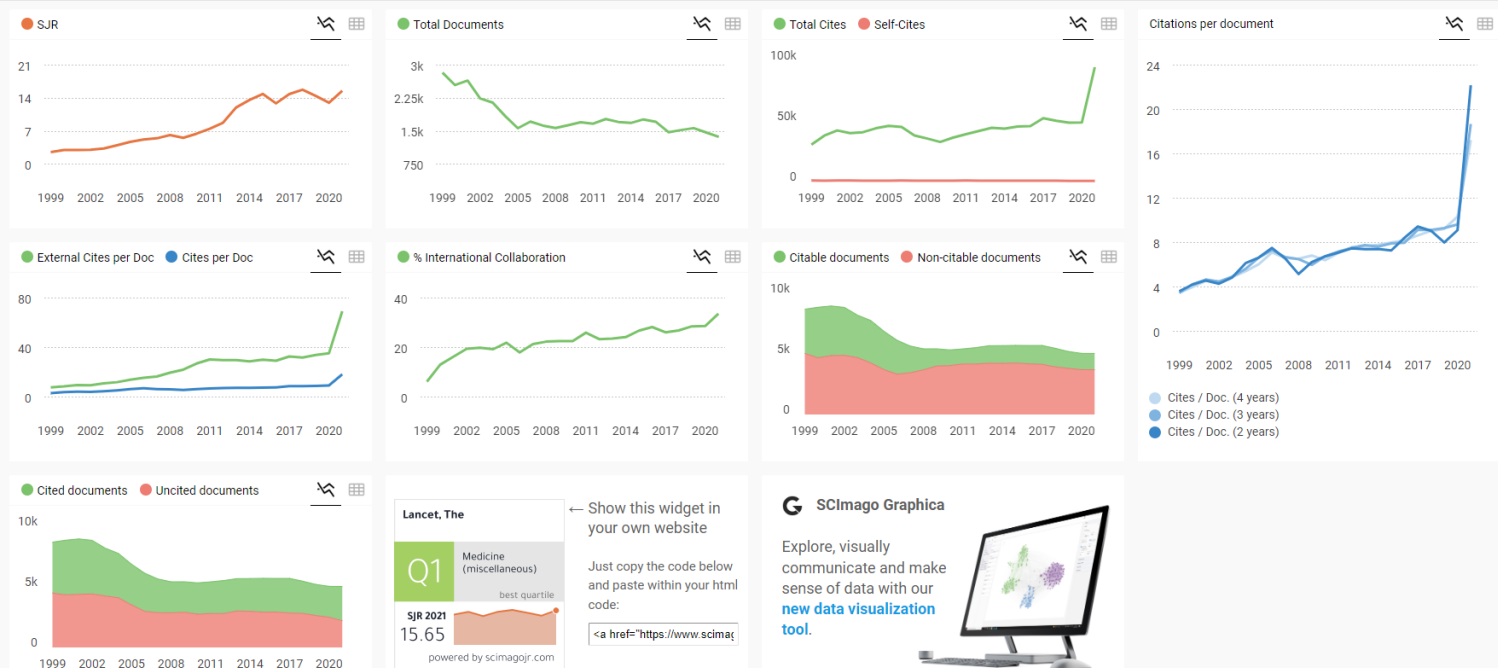 SJR
21
14
7
0
1999 2002 2005 2008 2011 2014 2017 2020
Total Documents
3k
2.25k
1.5k
750
1999 2002 2005 2008 2011 2014 2017 2020
Total Cites Self-Cites
100k
50k
0
1999 2002 2005 2008 2011 2014 2017 2020
Citations per document
24
20
16
12
8
4
0
1999 2002 2005 2008 2011 2014 2017 2020
Cites / Doc. (4 years)
Cites / Doc. (3 years)
Cites / Doc. (2 years)
External Cites per Doc Cites per Doc
80
40
0
1999 2002 2005 2008 2011 2014 2017 2020
% International Collaboration
40
20
0
1999 2002 2005 2008 2011 2014 2017 2020
Citable documents Non-citable documents
10k
5k
0
1999 2002 2005 2008 2011 2014 2017 2020
Cited documents Uncited documents
10k
5k
0
1999 2002 2005 2008 2011 2014 2017 2020
Lancet, The
Q1
Medicine
(miscellaneous)
best quartile
SJR 2021
15.65
powered by scimagojr.com
← Show this widget in
your own website
Just copy the code below
and paste within your html
code:
<a href="https://www.scimag
SCImago Graphica
Explore, visually
communicate and make
sense of data with our
new data visualization
tool.